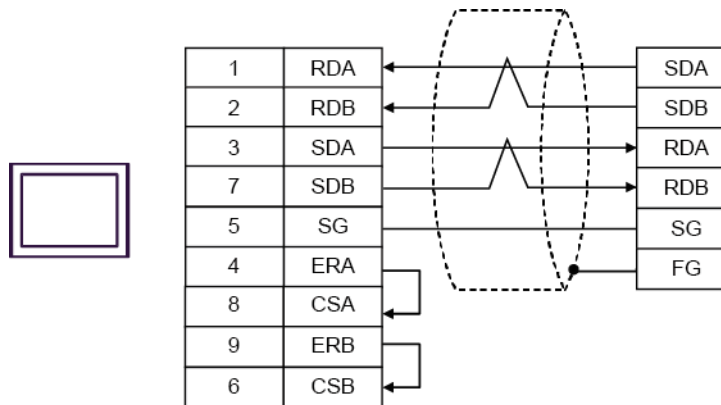 1 RDA SDA
2 RDB SDB
3 SDA RDA
7 SDB RDB
5 SG SG
4 ERA FG
8 CSA
9 ERB
6 CSB